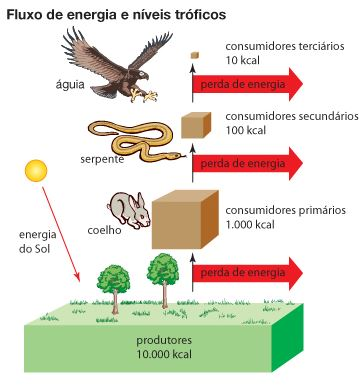 Fluxo de energia e níveis tróficos
consumidores terciários
10 kcal
águia
perda de energia
consumidores secundários
100 kcal
serpente
perda de energia
consumidores primários
1.000 kcal
coelho
energia
do Sol
perda de energia
produtores
10.000 kcal